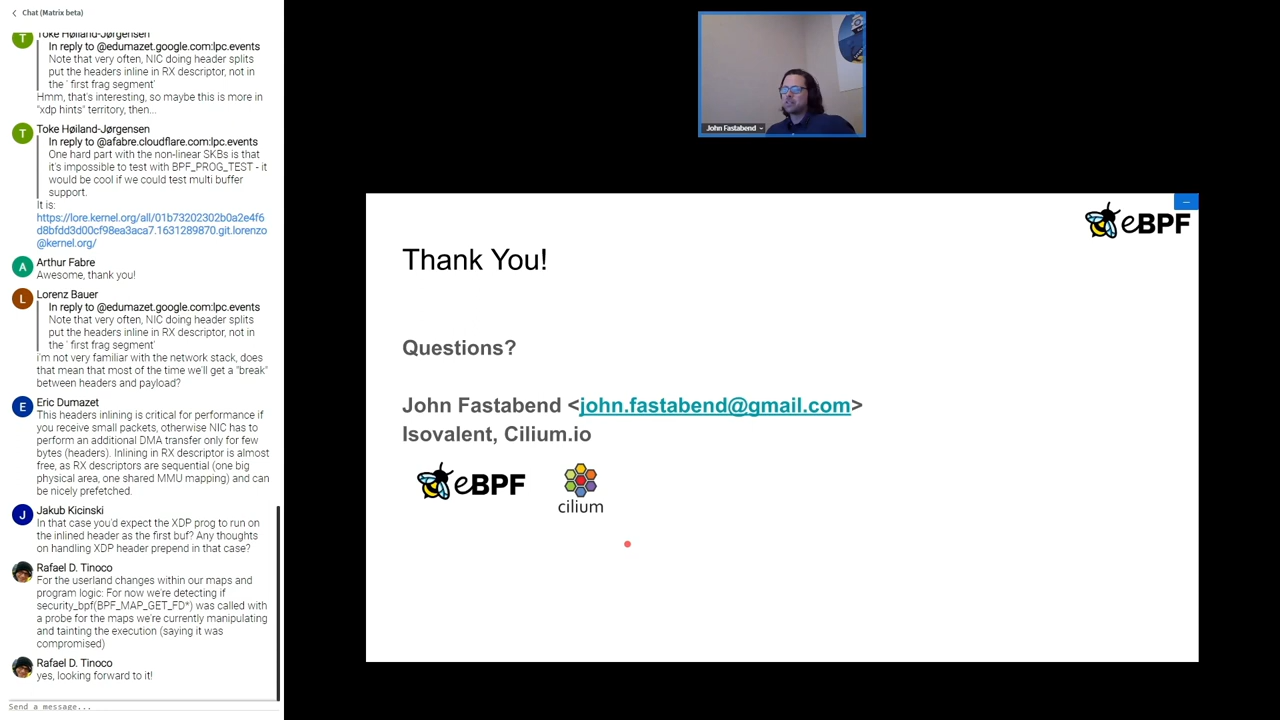 Chat (Matrix beta)
Toke Høiland-Jørgensen
In reply to @edumazet.google.com:lpc.events
Note that very often, NIC doing header splits
put the headers inline in RX descriptor, not in
the ' first frag segment'
Hmm, that's interesting, so maybe this is more in
"xdp hints" territory, then...
T
Toke Høiland-Jørgensen
In reply to @afabre.cloudflare.com:lpc.events
One hard part with the non-linear SKBs is that
it's impossible to test with BPF_PROG_TEST - it
would be cool if we could test multi buffer
support.
It is:
https://lore.kernel.org/all/01b73202302b0a2e4f6
d8bfdd3d00cf98ea3aca7.1631289870.git.lorenzo
@kernel.org/
A
Arthur Fabre
Awesome, thank you!
L
Lorenz Bauer
In reply to @edumazet.google.com:lpc.events
Note that very often, NIC doing header splits
put the headers inline in RX descriptor, not in
the ' first frag segment'
i'm not very familiar with the network stack, does
that mean that most of the time we'll get a "break"
between headers and payload?
E
Eric Dumazet
This headers inlining is critical for performance if
you receive small packets, otherwise NIC has to
perform an additional DMA transfer only for few
bytes (headers). Inlining in RX descriptor is almost
free, as RX descriptors are sequential (one big
physical area, one shared MMU mapping) and can
be nicely prefetched.
J
Jakub Kicinski
In that case you'd expect the XDP prog to run on
the inlined header as the first buf? Any thoughts
on handling XDP header prepend in that case?
Rafael D. Tinoco
For the userland changes within our maps and
program logic: For now we're detecting if
security_bpf(BPF_MAP_GET_FD*) was called with
a probe for the maps we're currently manipulating
and tainting the execution (saying it was
compromised)
Rafael D. Tinoco
yes, looking forward to it!
Send a message...
John Fastabend
eBPF
Thank You!
Questions?
John Fastabend <john.fastabend@gmail.com>
Isovalent, Cilium.io
eBPF
cilium